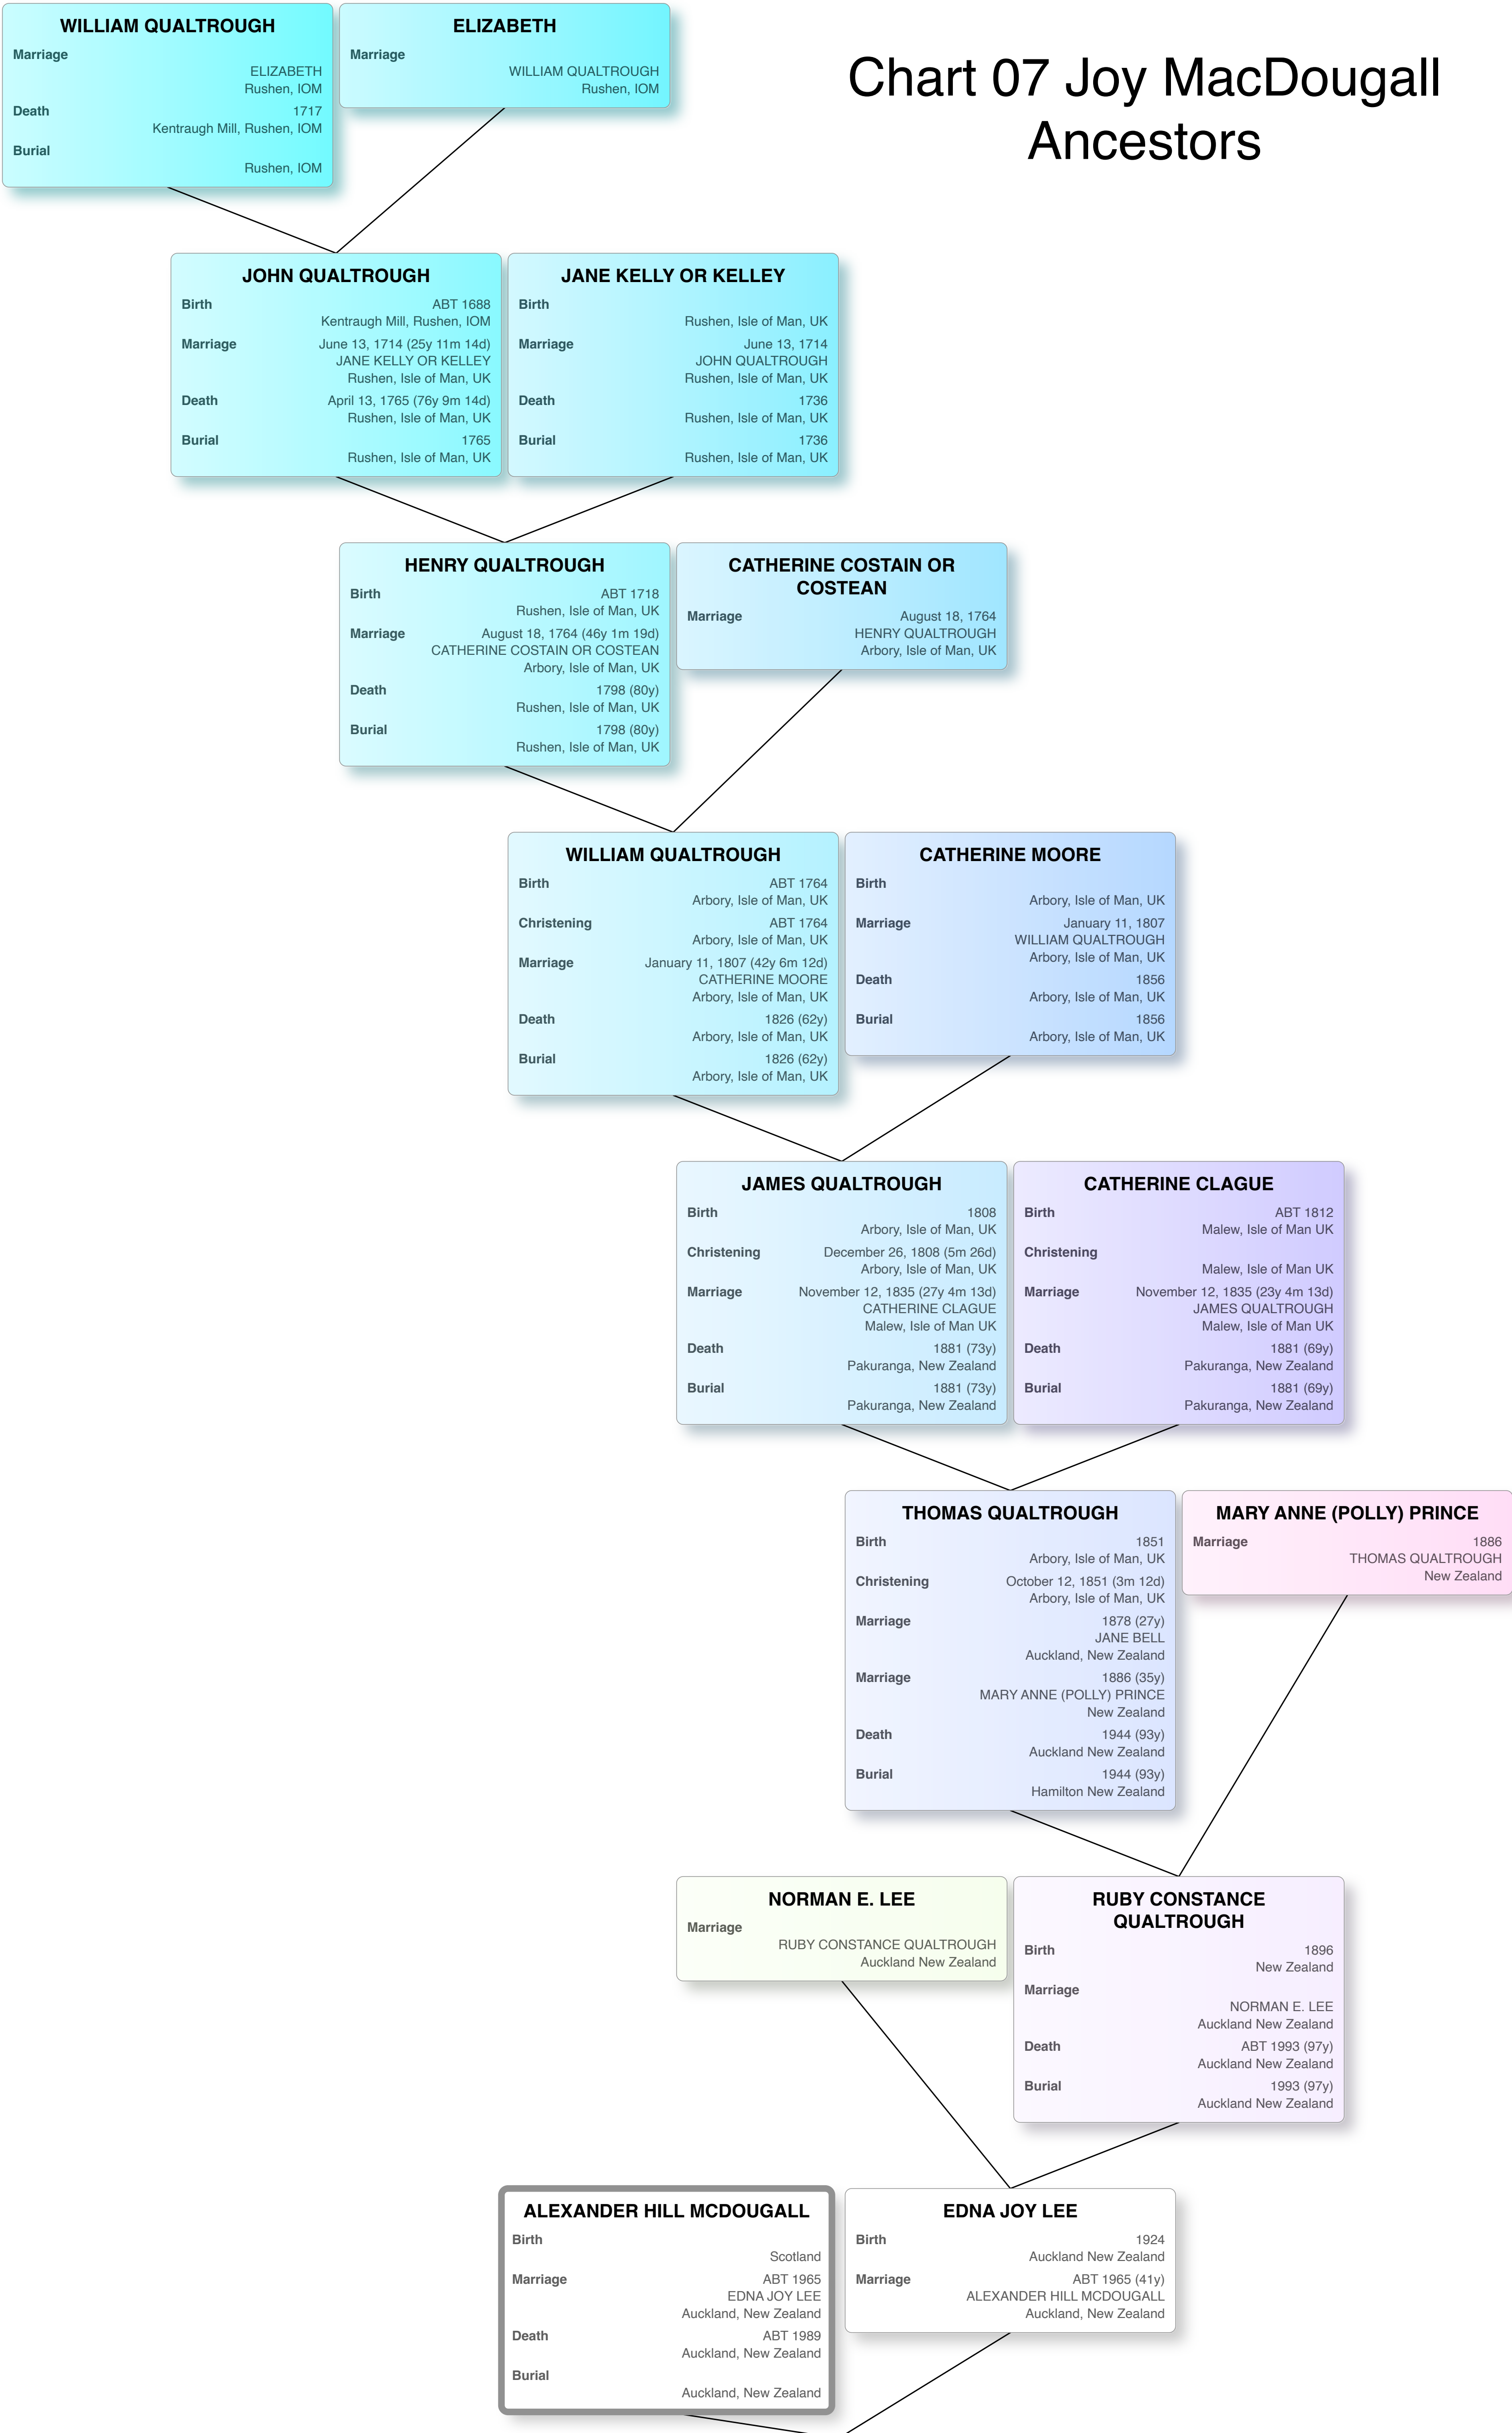 Chart 07 Joy MacDougall
Ancestors
WILLIAM QUALTROUGH
Marriage
ELIZABETH
Rushen, IOM
Death 1717
Kentraugh Mill, Rushen, IOM
Burial
Rushen, IOM
ELIZABETH
Marriage
WILLIAM QUALTROUGH
Rushen, IOM
JOHN QUALTROUGH
Birth ABT 1688
Kentraugh Mill, Rushen, IOM
Marriage June 13, 1714 (25y 11m 14d)
JANE KELLY OR KELLEY
Rushen, Isle of Man, UK
Death April 13, 1765 (76y 9m 14d)
Rushen, Isle of Man, UK
Burial 1765
Rushen, Isle of Man, UK
JANE KELLY OR KELLEY
Birth
Rushen, Isle of Man, UK
Marriage June 13, 1714
JOHN QUALTROUGH
Rushen, Isle of Man, UK
Death 1736
Rushen, Isle of Man, UK
Burial 1736
Rushen, Isle of Man, UK
HENRY QUALTROUGH
Birth ABT 1718
Rushen, Isle of Man, UK
Marriage August 18, 1764 (46y 1m 19d)
CATHERINE COSTAIN OR COSTEAN
Arbory, Isle of Man, UK
Death 1798 (80y)
Rushen, Isle of Man, UK
Burial 1798 (80y)
Rushen, Isle of Man, UK
CATHERINE COSTAIN OR
COSTEAN
Marriage August 18, 1764
HENRY QUALTROUGH
Arbory, Isle of Man, UK
WILLIAM QUALTROUGH
Birth ABT 1764
Arbory, Isle of Man, UK
Christening ABT 1764
Arbory, Isle of Man, UK
Marriage January 11, 1807 (42y 6m 12d)
CATHERINE MOORE
Arbory, Isle of Man, UK
Death 1826 (62y)
Arbory, Isle of Man, UK
Burial 1826 (62y)
Arbory, Isle of Man, UK
CATHERINE MOORE
Birth
Arbory, Isle of Man, UK
Marriage January 11, 1807
WILLIAM QUALTROUGH
Arbory, Isle of Man, UK
Death 1856
Arbory, Isle of Man, UK
Burial 1856
Arbory, Isle of Man, UK
JAMES QUALTROUGH
Birth 1808
Arbory, Isle of Man, UK
Christening December 26, 1808 (5m 26d)
Arbory, Isle of Man, UK
Marriage November 12, 1835 (27y 4m 13d)
CATHERINE CLAGUE
Malew, Isle of Man UK
Death 1881 (73y)
Pakuranga, New Zealand
Burial 1881 (73y)
Pakuranga, New Zealand
CATHERINE CLAGUE
Birth ABT 1812
Malew, Isle of Man UK
Christening
Malew, Isle of Man UK
Marriage November 12, 1835 (23y 4m 13d)
JAMES QUALTROUGH
Malew, Isle of Man UK
Death 1881 (69y)
Pakuranga, New Zealand
Burial 1881 (69y)
Pakuranga, New Zealand
THOMAS QUALTROUGH
Birth 1851
Arbory, Isle of Man, UK
Christening October 12, 1851 (3m 12d)
Arbory, Isle of Man, UK
Marriage 1878 (27y)
JANE BELL
Auckland, New Zealand
Marriage 1886 (35y)
MARY ANNE (POLLY) PRINCE
New Zealand
Death 1944 (93y)
Auckland New Zealand
Burial 1944 (93y)
Hamilton New Zealand
MARY ANNE (POLLY) PRINCE
Marriage 1886
THOMAS QUALTROUGH
New Zealand
NORMAN E. LEE
Marriage
RUBY CONSTANCE QUALTROUGH
Auckland New Zealand
RUBY CONSTANCE
QUALTROUGH
Birth 1896
New Zealand
Marriage
NORMAN E. LEE
Auckland New Zealand
Death ABT 1993 (97y)
Auckland New Zealand
Burial 1993 (97y)
Auckland New Zealand
ALEXANDER HILL MCDOUGALL
Birth
Scotland
Marriage ABT 1965
EDNA JOY LEE
Auckland, New Zealand
Death ABT 1989
Auckland, New Zealand
Burial
Auckland, New Zealand
EDNA JOY LEE
Birth 1924
Auckland New Zealand
Marriage ABT 1965 (41y)
ALEXANDER HILL MCDOUGALL
Auckland, New Zealand